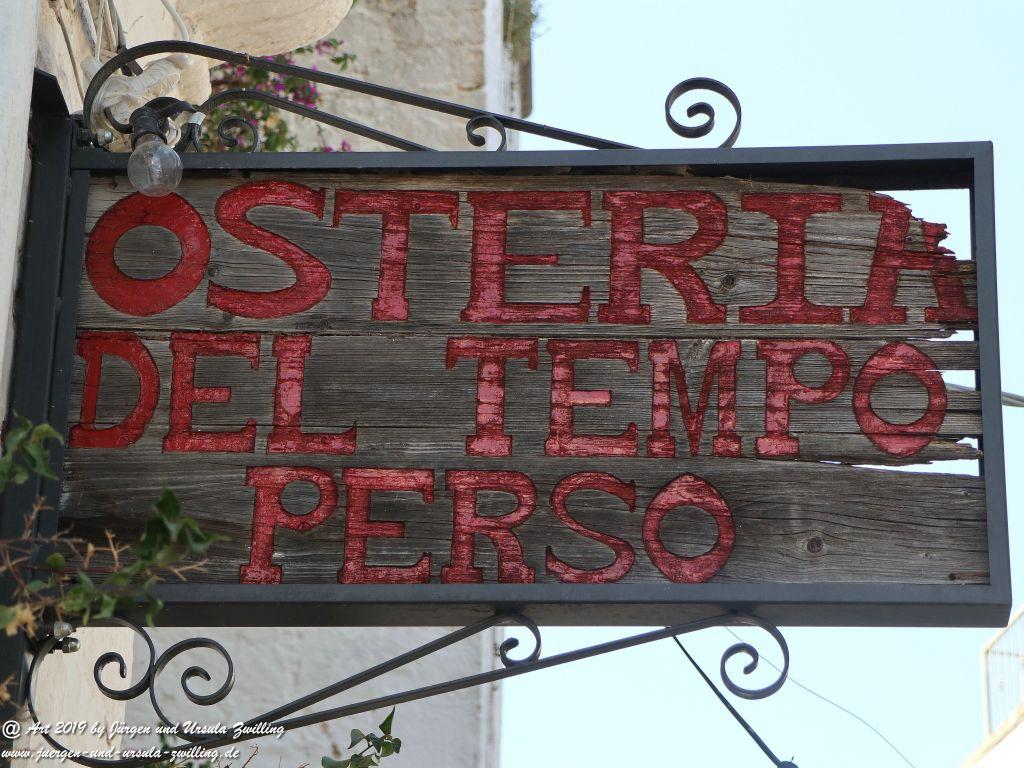 OSTERIA
DEL TEMPO
PERSO
@ Art 2019 by Jürgen und Ursula Zwilling
www.juergen-und-ursula-zwilling.de